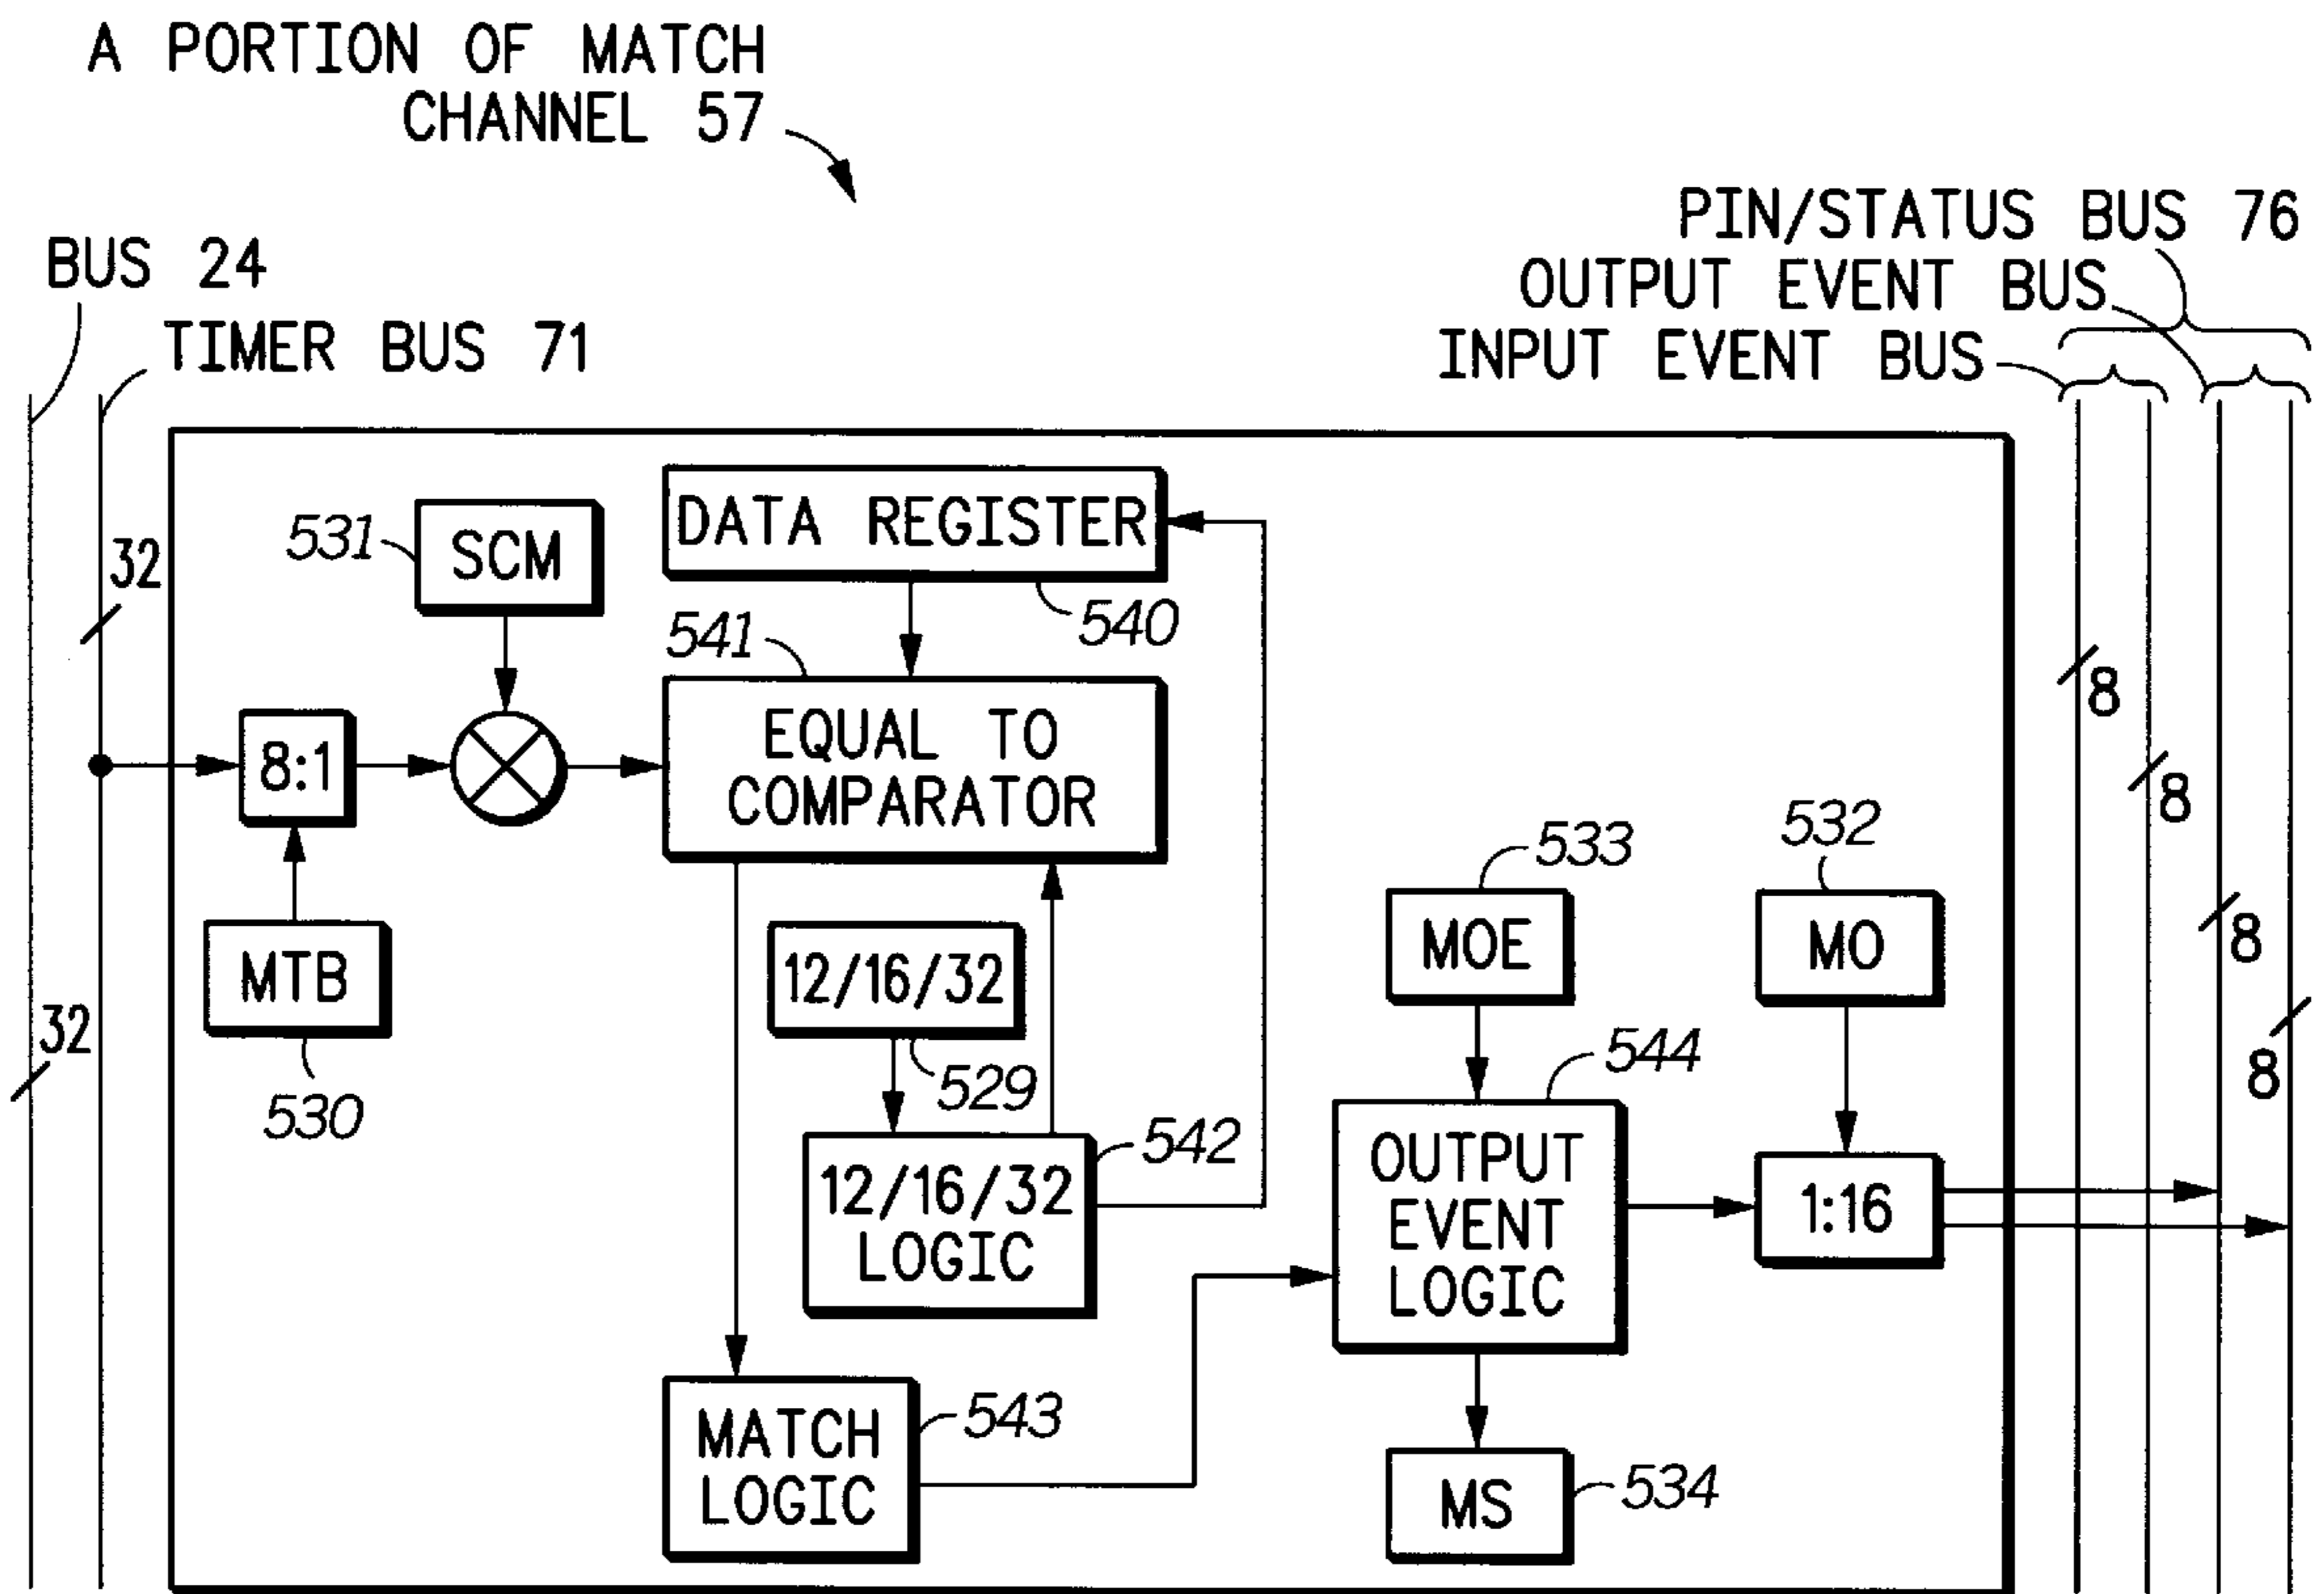 A PORTION OF MATCH
CHANNEL 57
PIN/STATUS BUS 76
OUTPUT EVENT BUS
INPUT EVENT BUS
BUS 24
TIMER BUS 71
32
531
SCM
DATA REGISTER
540
541
8:1
EQUAL TO
COMPARATOR
8
8
8
8
MTB
530
32
12/16/32
529
12/16/32
LOGIC
542
MATCH
LOGIC
543
533
MOE
532
MO
544
OUTPUT
EVENT
LOGIC
1:16
MS
534